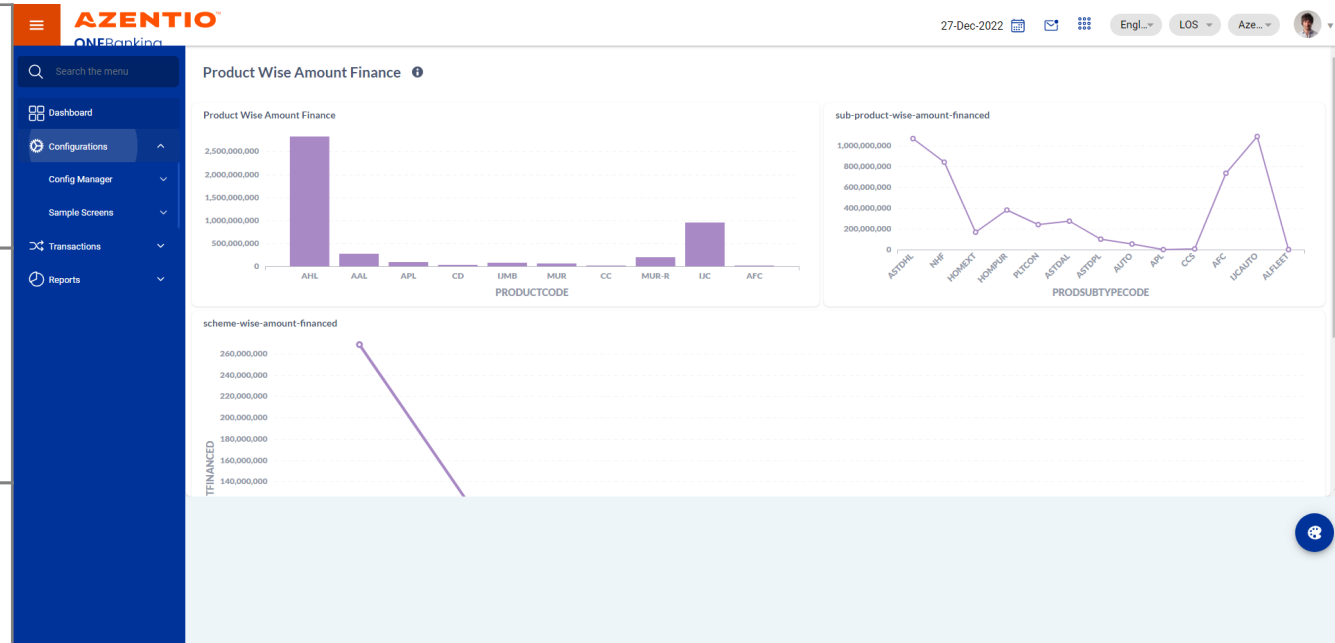 AZENTIO™
ONEBanking
27-Dec-2022
Engl...
LOS
Aze...
Search the menu
Dashboard
Configurations
Config Manager
Sample Screens
Transactions
Reports
Product Wise Amount Finance
Product Wise Amount Finance
2,500,000,000
2,000,000,000
1,500,000,000
1,000,000,000
500,000,000
0
AHL AAL APL CD IJMB MUR CC MUR-R IJC AFC
PRODUCTCODE
sub-product-wise-amount-financed
1,000,000,000
800,000,000
600,000,000
400,000,000
200,000,000
0
ASTDHL NHF HOMEXT HOMPUR PLTCON ASTDAL ASTDPL AUTO APL CCS AFC IJCAUTO ALFLEET
PRODSUBTYPECODE
scheme-wise-amount-financed
260,000,000
240,000,000
220,000,000
200,000,000
180,000,000
160,000,000
140,000,000
TFINANCED